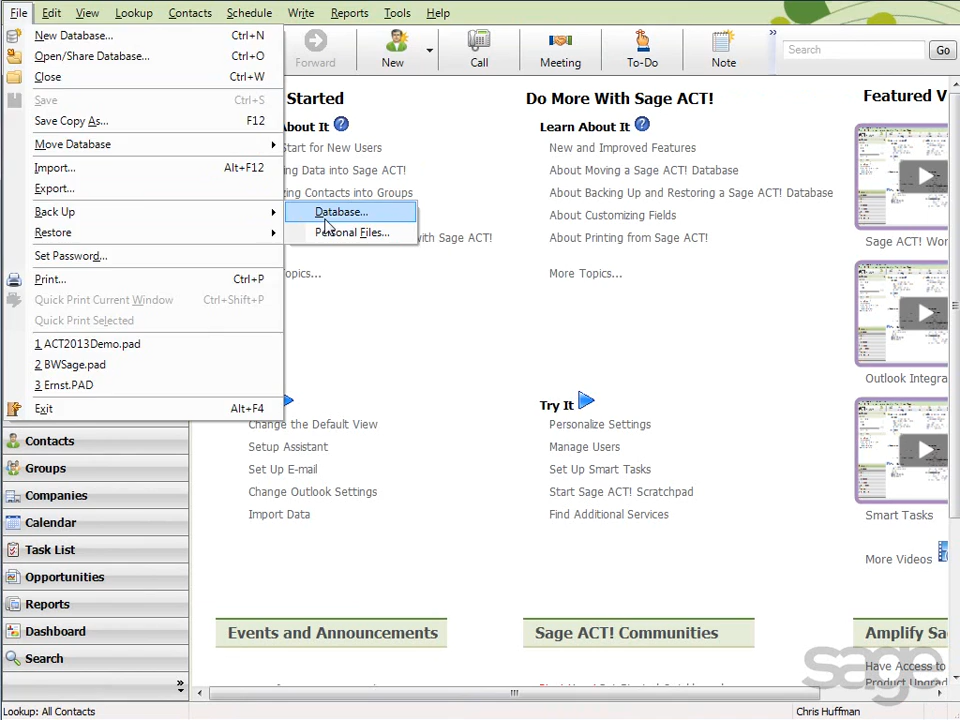 File Edit View Lookup Contacts Schedule Write Reports Tools Help
New Database... Ctrl+N
Open/Share Database... Ctrl+O
Close Ctrl+W
Save Ctrl+S
Save Copy As... F12
Move Database
Import... Alt+F12
Export...
Back Up
Restore
Set Password...
Print... Ctrl+P
Quick Print Current Window Ctrl+Shift+P
Quick Print Selected
1 ACT2013Demo.pad
2 BWSage.pad
3 Ernst.PAD
Exit Alt+F4
Database...
Personal Files...
Forward
New
Call
Meeting
To-Do
Note
»
Search
Go
Started
bout It ?
Start for New Users
ing Data into Sage ACT!
zing Contacts into Groups
with Sage ACT!
opics...
Change the Default View
Setup Assistant
Set Up E-mail
Change Outlook Settings
Import Data
Do More With Sage ACT!
Learn About It ?
New and Improved Features
About Moving a Sage ACT! Database
About Backing Up and Restoring a Sage ACT! Database
About Customizing Fields
About Printing from Sage ACT!
More Topics...
Try It
Personalize Settings
Manage Users
Set Up Smart Tasks
Start Sage ACT! Scratchpad
Find Additional Services
Featured V
Sage ACT! Wor
Outlook Integra
Smart Tasks
More Videos
Contacts
Groups
Companies
Calendar
Task List
Opportunities
Reports
Dashboard
Search
»
Events and Announcements
Sage ACT! Communities
Amplify Sa
Have Access to
Product Upgrad
sage
Lookup: All Contacts
Chris Huffman